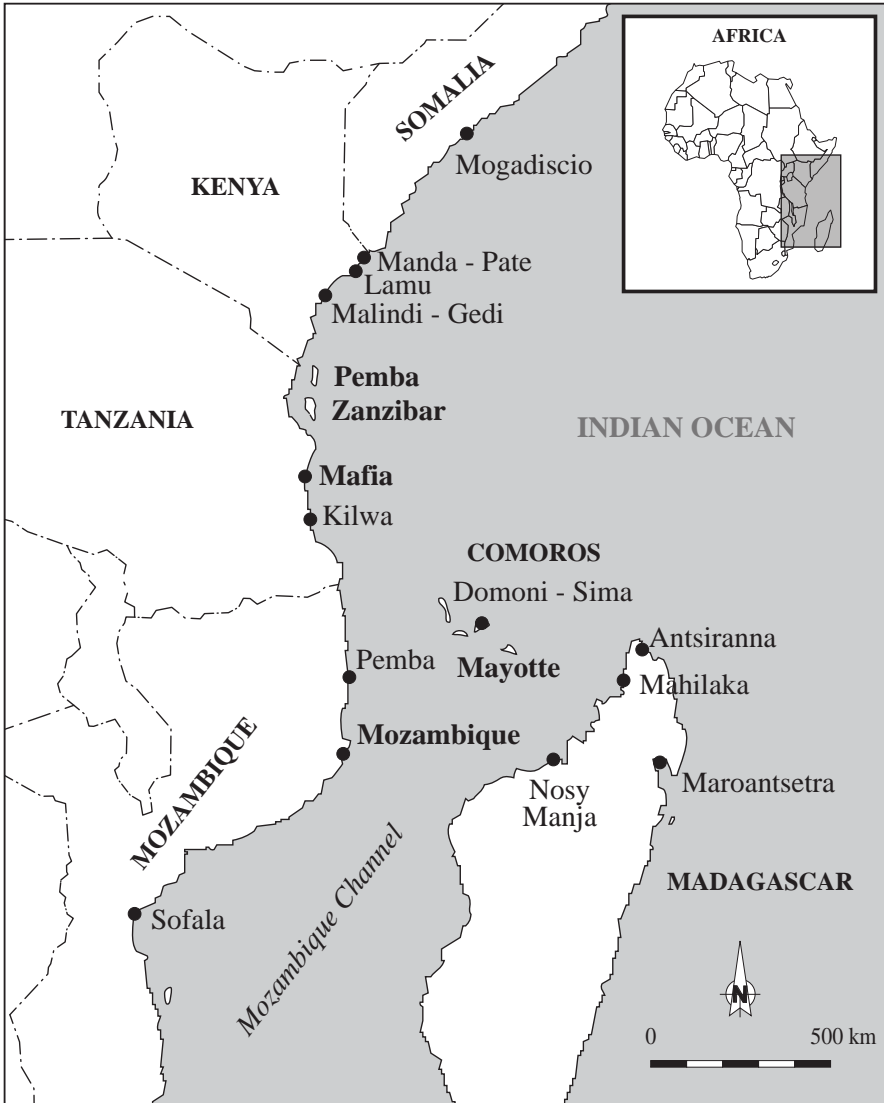 AFRICA
SOMALIA
Mogadiscio
KENYA
Manda - Pate
Lamu
Malindi - Gedi
Pemba
Zanzibar
TANZANIA
INDIAN OCEAN
Mafia
Kilwa
COMOROS
Domoni - Sima
Antsiranna
Pemba
Mayotte
Mahilaka
Mozambique
MOZAMBIQUE
Nosy
Manja
Maroantsetra
Mozambique Channel
MADAGASCAR
Sofala
N
0 500 km